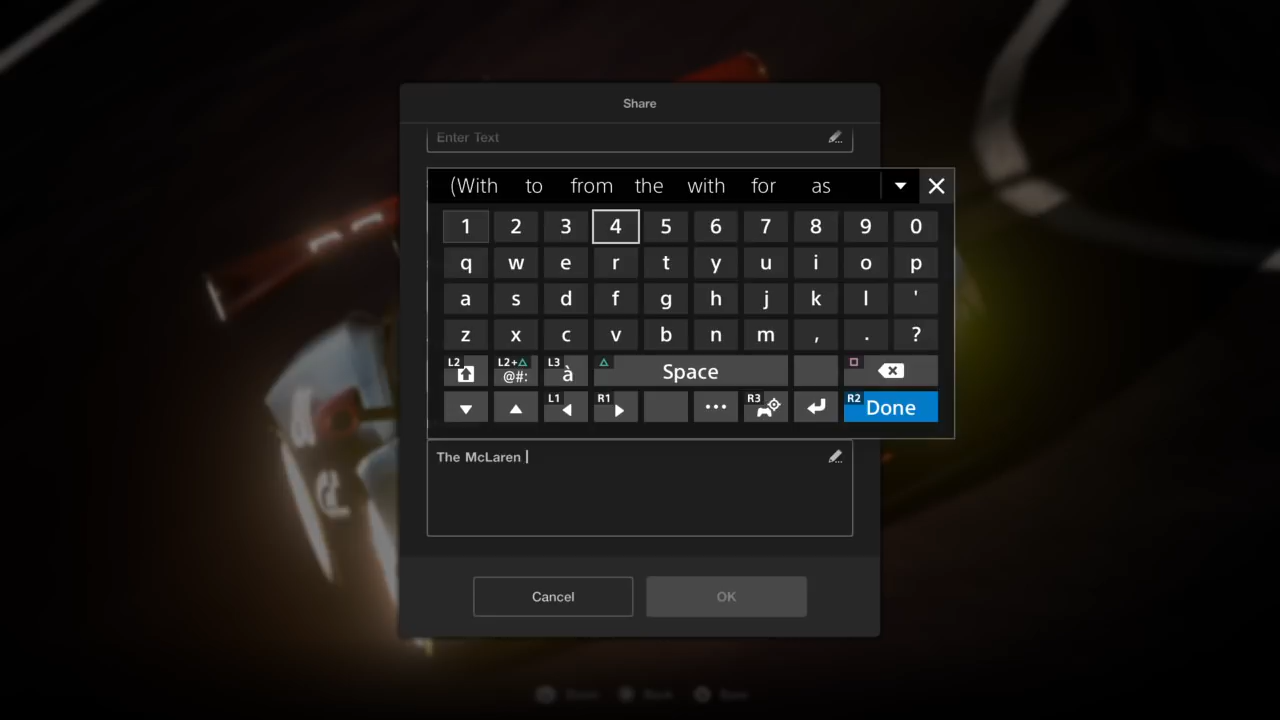 Share
Enter Text
(With to from the with for as
1 2 3 4 5 6 7 8 9 0
q w e r t y u i o p
a s d f g h j k l '
z x c v b n m , . ?
L2 L2+△ @#: L3 à △ Space □
L1 R1 ... R3 R2 Done
The McLaren
Cancel OK